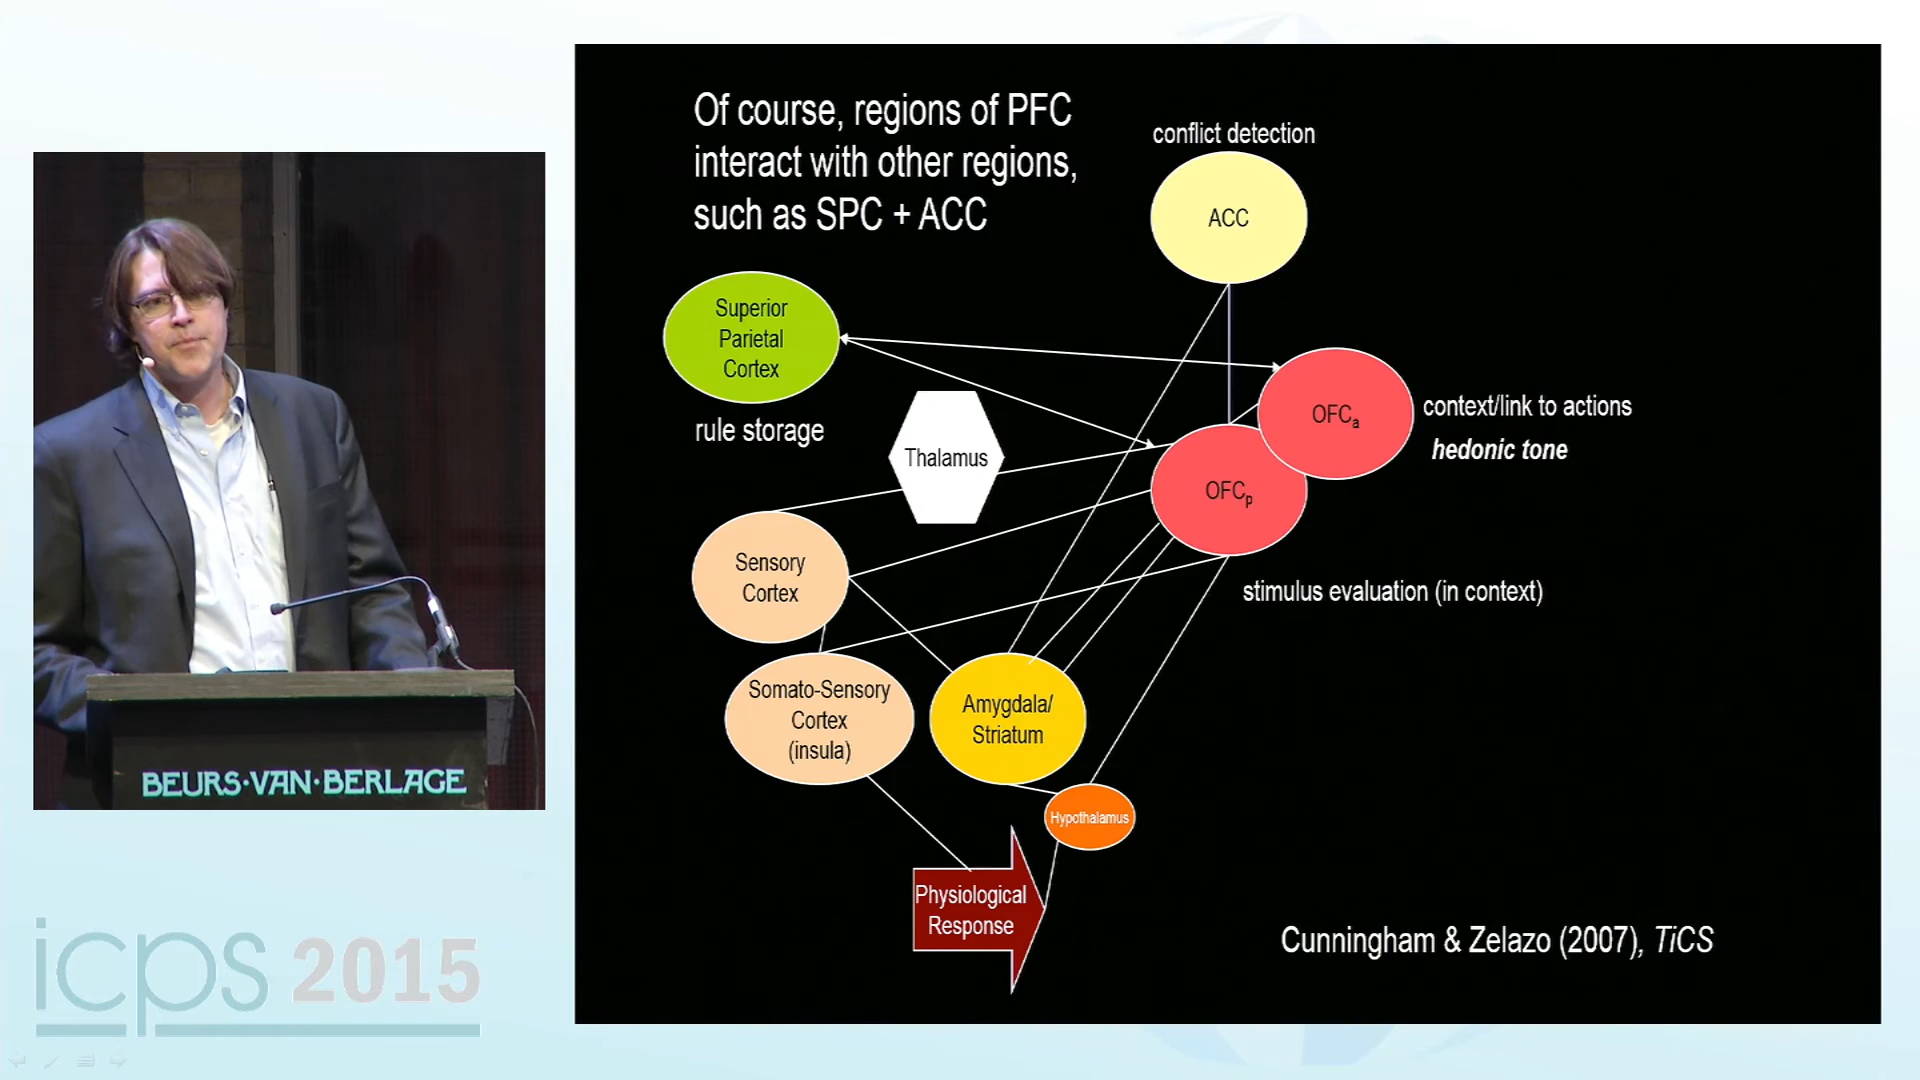 Of course, regions of PFC
interact with other regions,
such as SPC + ACC
conflict detection
ACC
Superior
Parietal
Cortex
rule storage
Thalamus
OFCa
context/link to actions
hedonic tone
OFCp
Sensory
Cortex
stimulus evaluation (in context)
Somato-Sensory
Cortex
(insula)
Amygdala/
Striatum
Hypothalamus
Physiological
Response
Cunningham & Zelazo (2007), TiCS
BEURS·VAN·BERLAGE
icps 2015